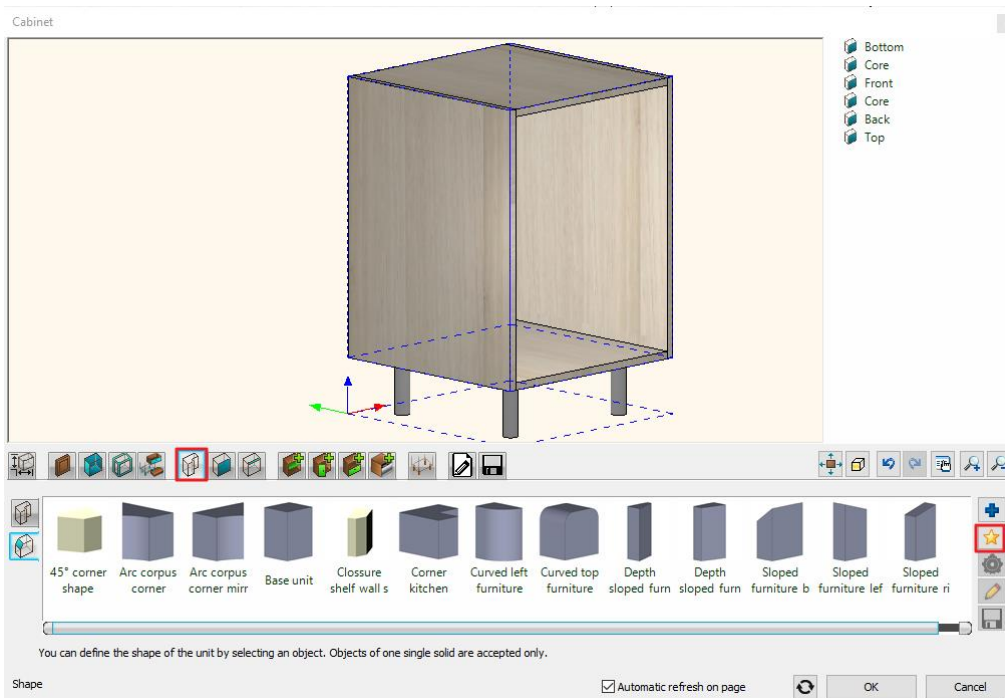 Cabinet
Bottom
Core
Front
Core
Back
Top
45° corner shape
Arc corpus corner
Arc corpus corner mirr
Base unit
Clossure shelf wall s
Corner kitchen
Curved left furniture
Curved top furniture
Depth sloped furn
Depth sloped furn
Sloped furniture b
Sloped furniture lef
Sloped furniture ri
You can define the shape of the unit by selecting an object. Objects of one single solid are accepted only.
Shape
Automatic refresh on page
OK
Cancel